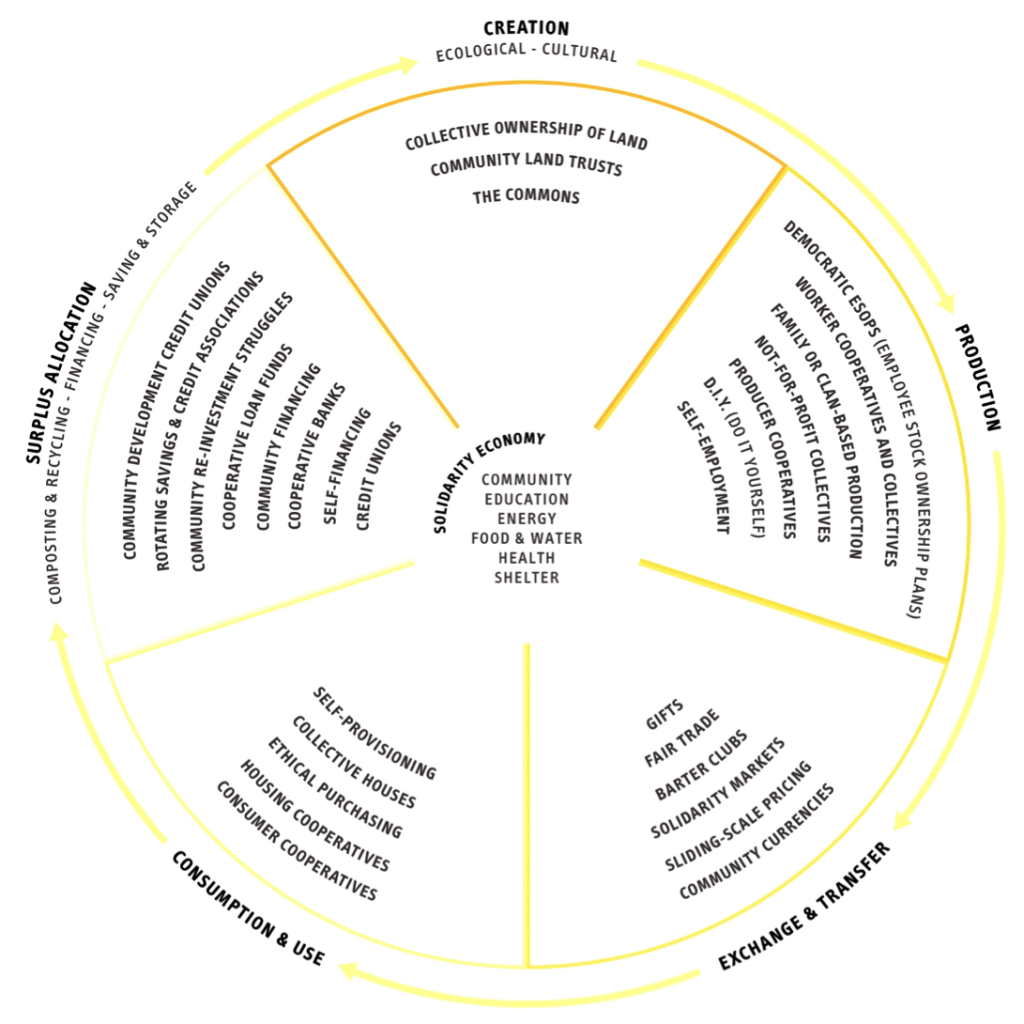 CREATION
ECOLOGICAL - CULTURAL
COLLECTIVE OWNERSHIP OF LAND
COMMUNITY LAND TRUSTS
THE COMMONS
PRODUCTION
DEMOCRATIC ESOPS (EMPLOYEE STOCK OWNERSHIP PLANS)
WORKER COOPERATIVES AND COLLECTIVES
FAMILY OR CLAN-BASED PRODUCTION
NOT-FOR-PROFIT COLLECTIVES
PRODUCER COOPERATIVES
D.I.Y. (DO IT YOURSELF)
SELF-EMPLOYMENT
EXCHANGE & TRANSFER
GIFTS
FAIR TRADE
BARTER CLUBS
SOLIDARITY MARKETS
SLIDING-SCALE PRICING
COMMUNITY CURRENCIES
CONSUMPTION & USE
SELF-PROVISIONING
COLLECTIVE HOUSES
ETHICAL PURCHASING
HOUSING COOPERATIVES
CONSUMER COOPERATIVES
SURPLUS ALLOCATION
COMPOSTING & RECYCLING - FINANCING - SAVING & STORAGE
COMMUNITY DEVELOPMENT CREDIT UNIONS
ROTATING SAVINGS & CREDIT ASSOCIATIONS
COMMUNITY RE-INVESTMENT STRUGGLES
COOPERATIVE LOAN FUNDS
COMMUNITY FINANCING
COOPERATIVE BANKS
SELF-FINANCING
CREDIT UNIONS
SOLIDARITY ECONOMY
COMMUNITY
EDUCATION
ENERGY
FOOD & WATER
HEALTH
SHELTER